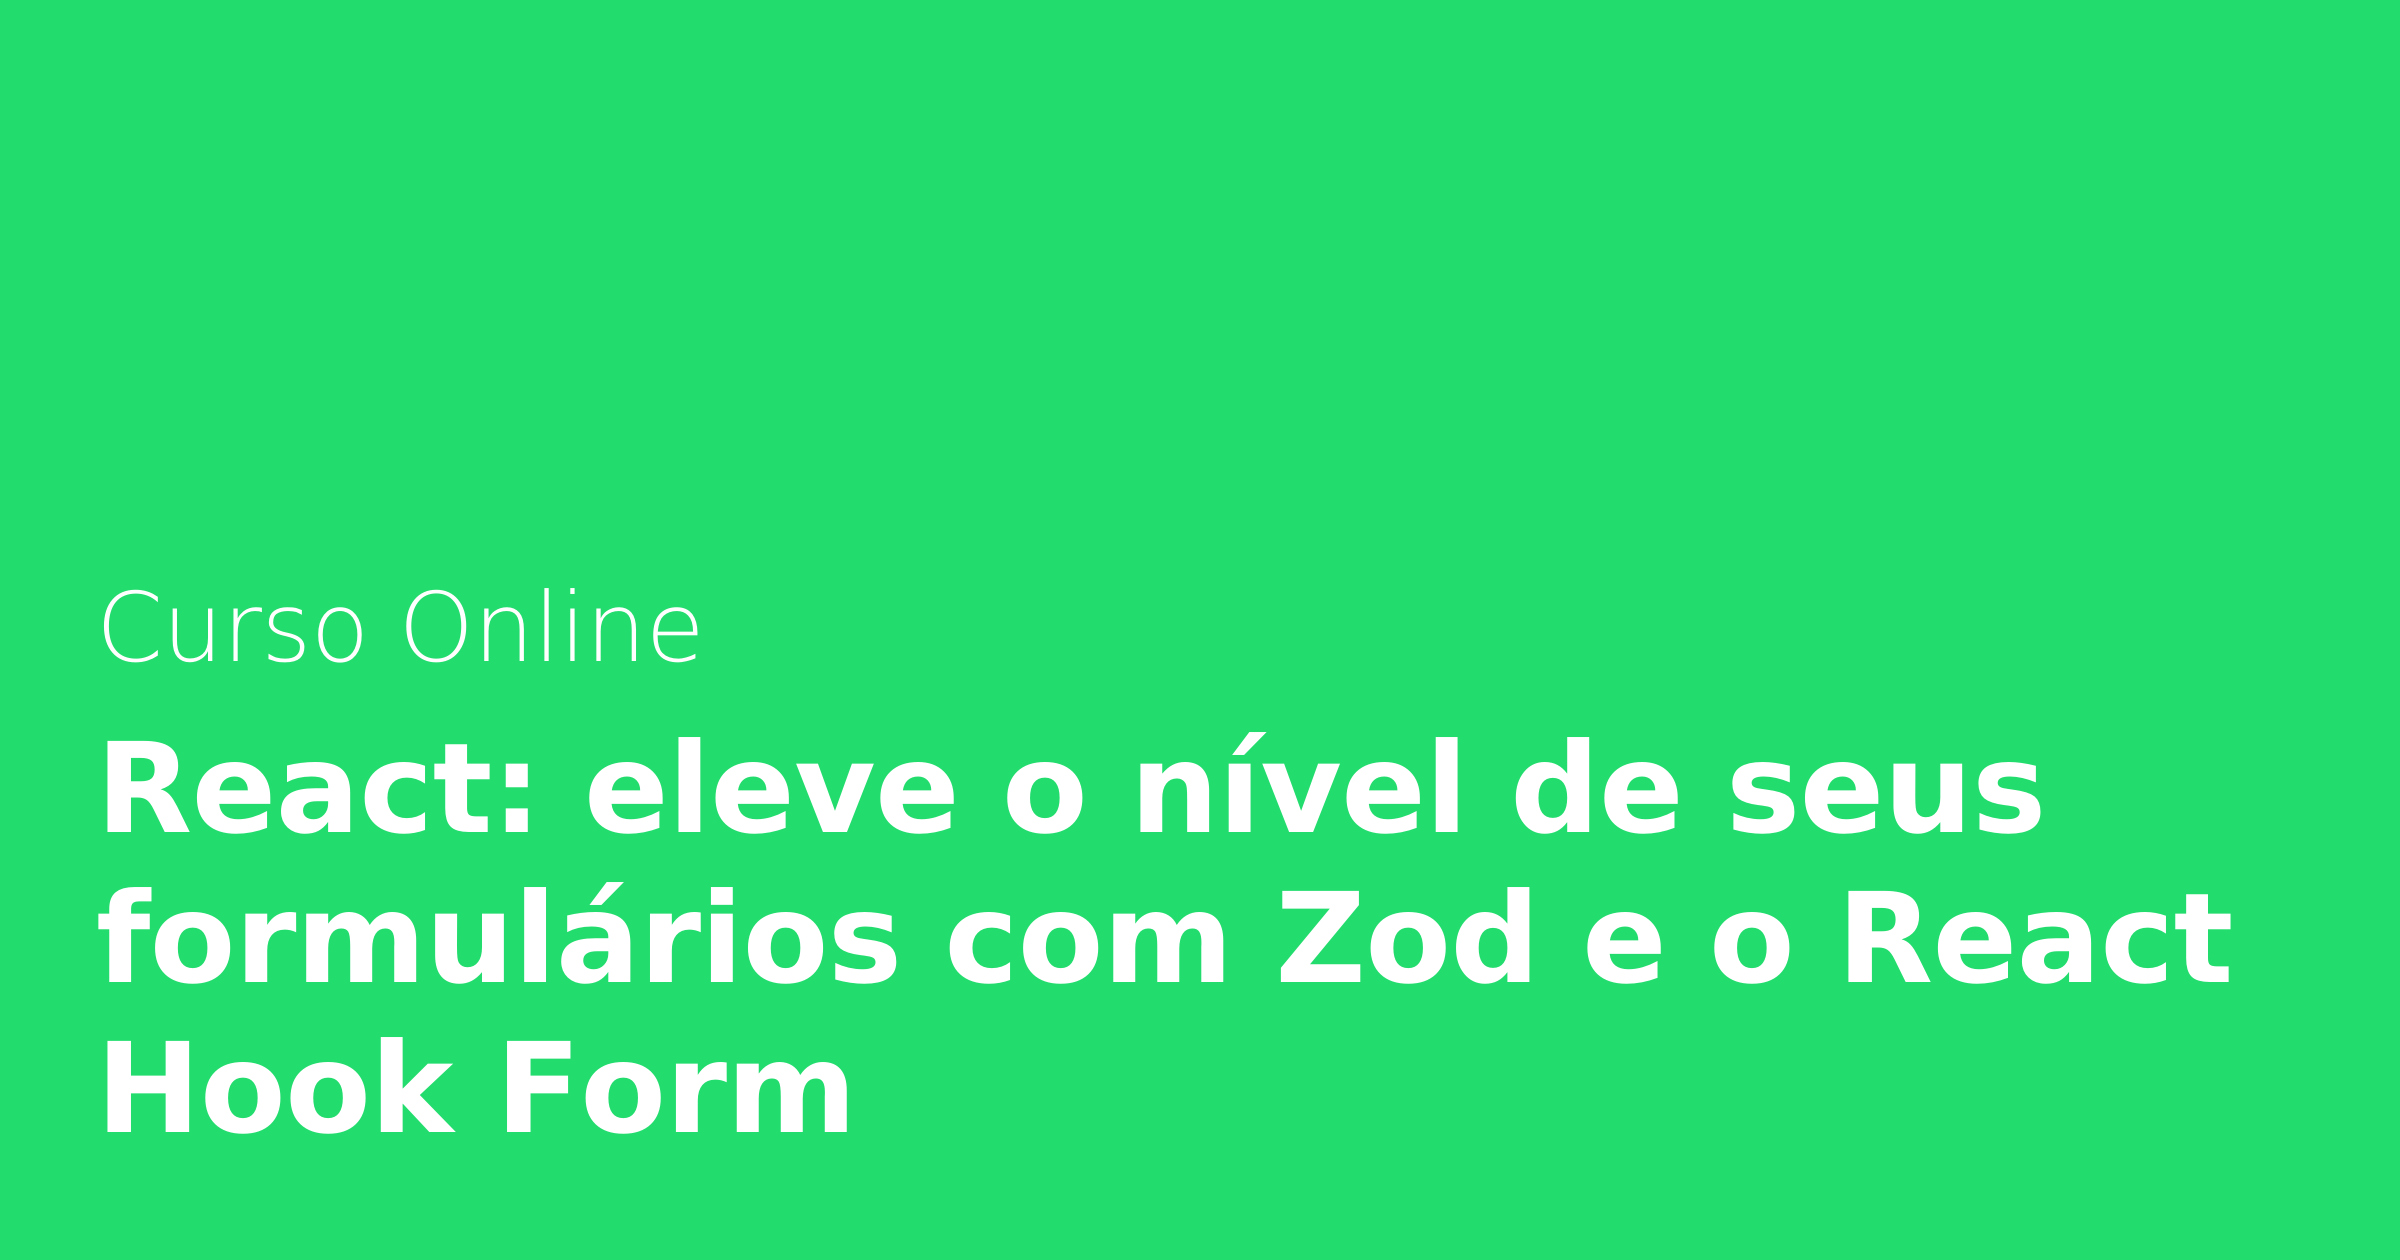 Curso Online
React: eleve o nível de seus
formulários com Zod e o React
Hook Form